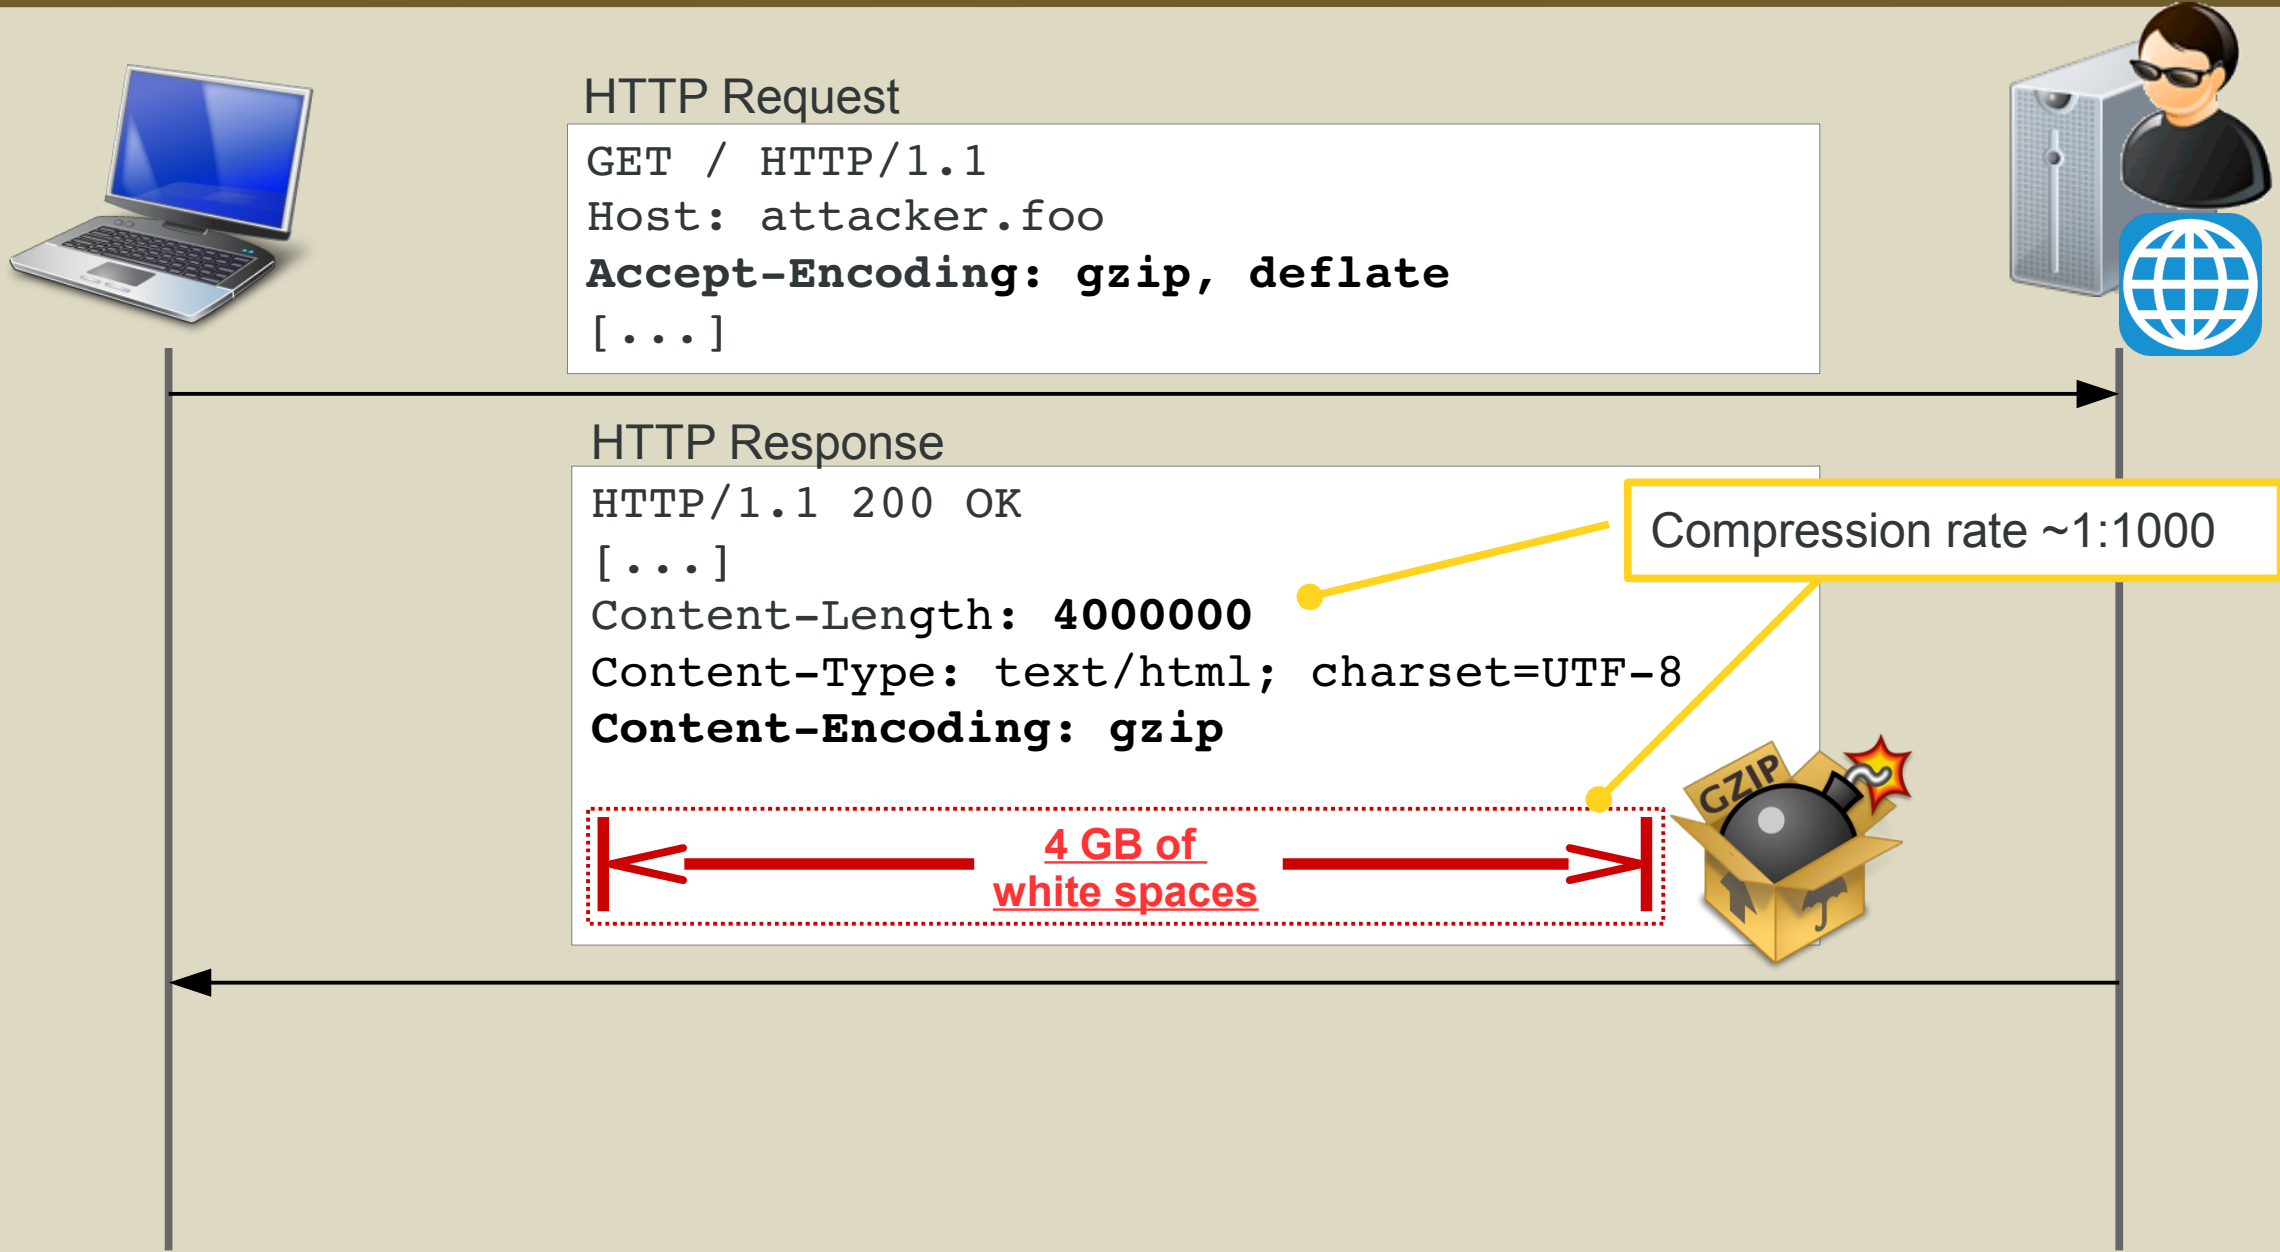 HTTP Request
GET / HTTP/1.1
Host: attacker.foo
Accept-Encoding: gzip, deflate
[...]
HTTP Response
HTTP/1.1 200 OK
[...]
Compression rate ~1:1000
Content-Length: 4000000
Content-Type: text/html; charset=UTF-8
Content-Encoding: gzip
GZIP
4 GB of
white spaces